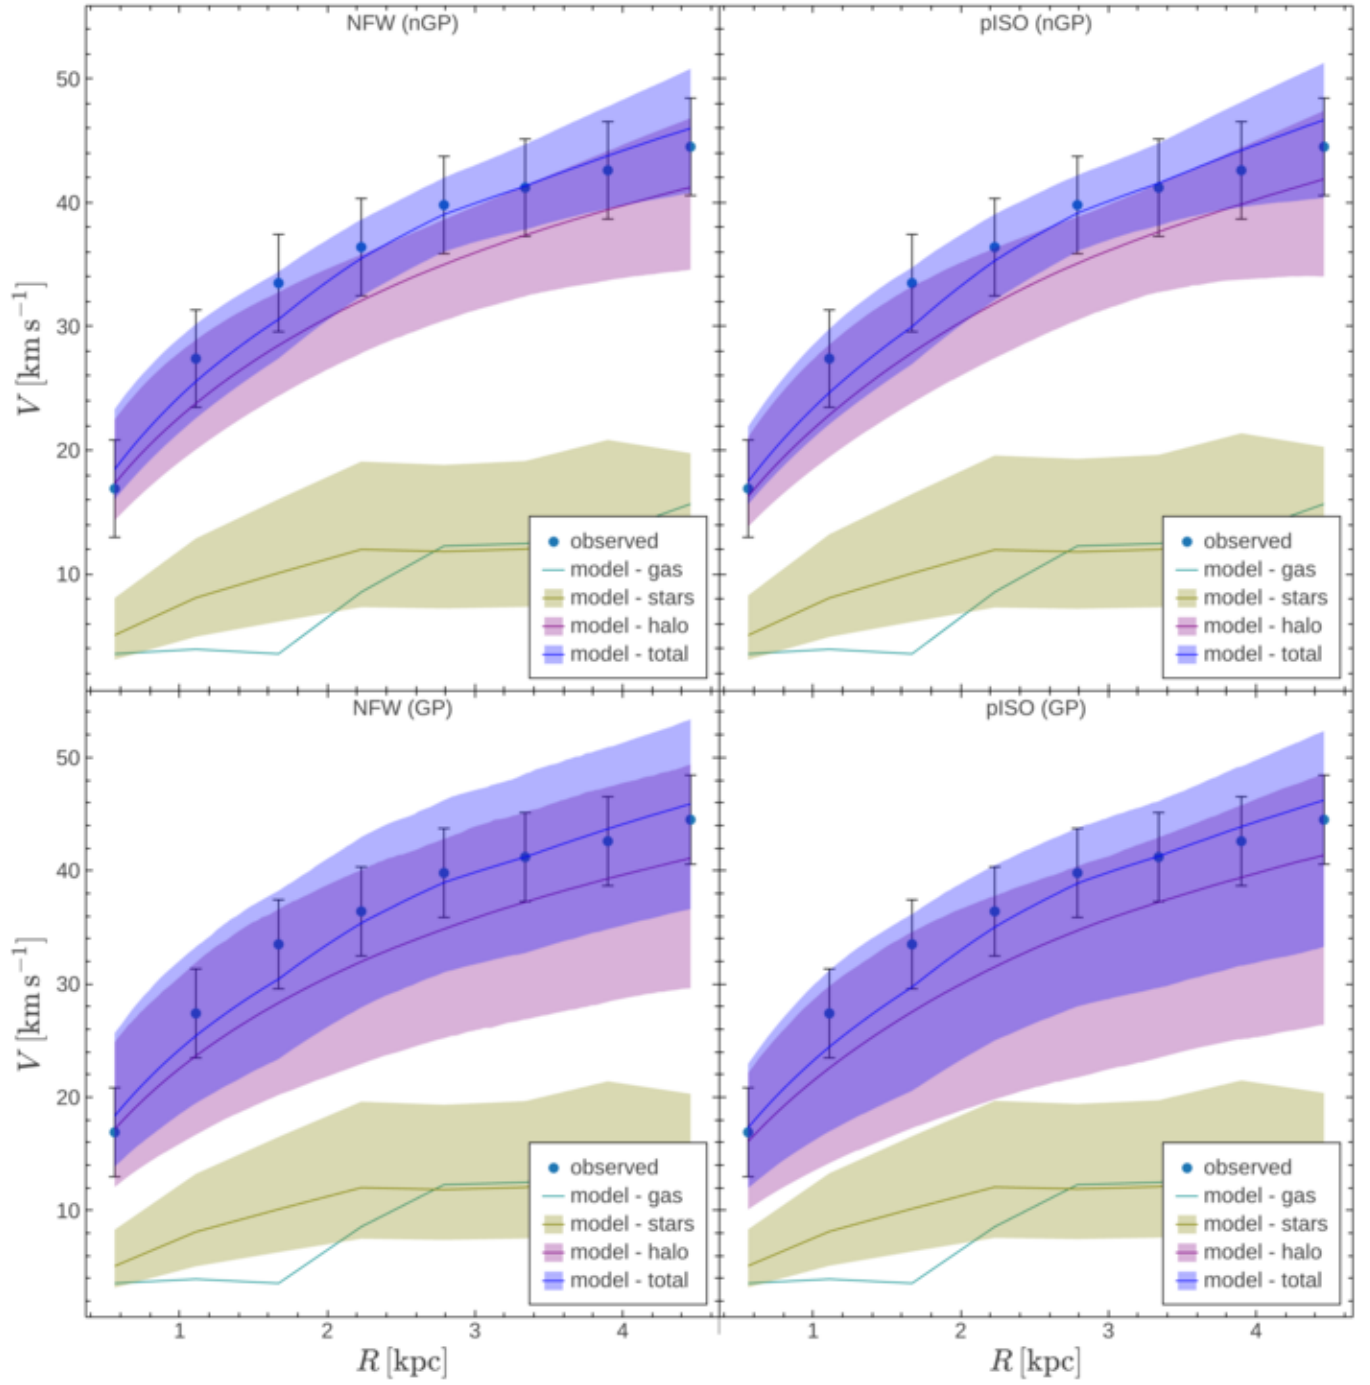 NFW (nGP)
pISO (nGP)
50
40
30
20
10
V [km s⁻¹]
observed
model - gas
model - stars
model - halo
model - total
observed
model - gas
model - stars
model - halo
model - total
NFW (GP)
pISO (GP)
50
40
30
20
10
V [km s⁻¹]
observed
model - gas
model - stars
model - halo
model - total
observed
model - gas
model - stars
model - halo
model - total
1 2 3 4
1 2 3 4
R [kpc]
R [kpc]